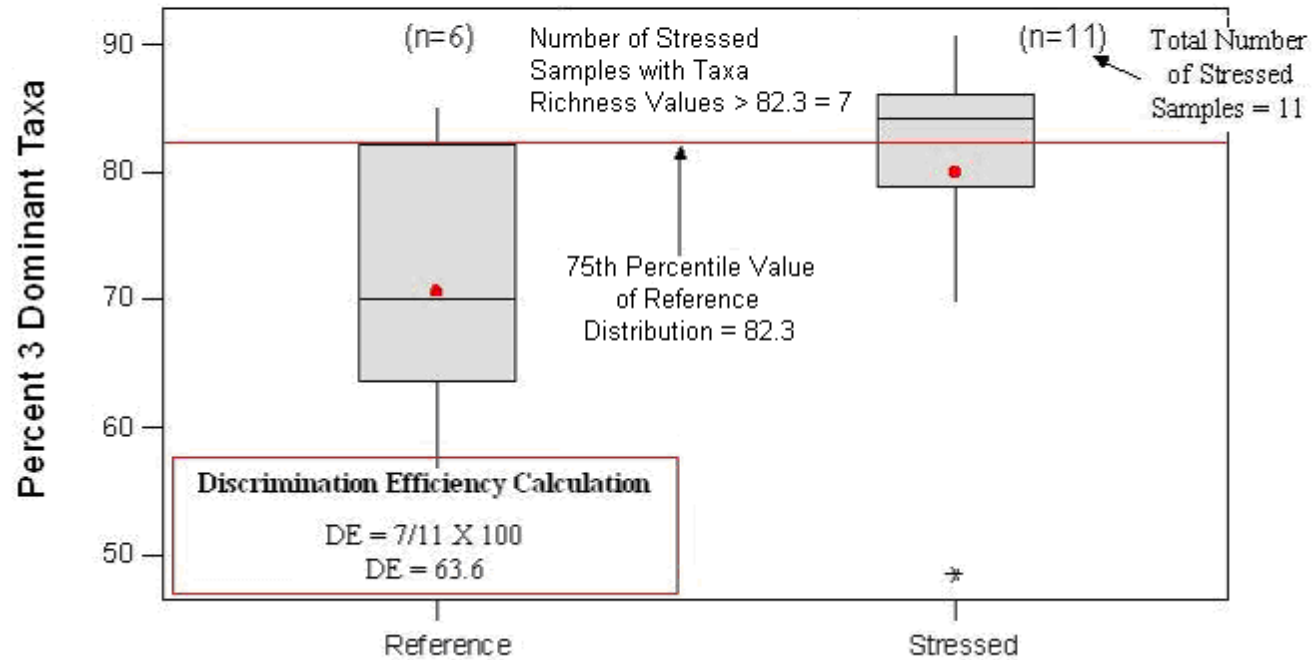 Percent 3 Dominant Taxa
90
80
70
60
50
(n=6)
Number of Stressed
Samples with Taxa
Richness Values > 82.3 = 7
(n=11)
Total Number
of Stressed
Samples = 11
75th Percentile Value
of Reference
Distribution = 82.3
Discrimination Efficiency Calculation
DE = 7/11 X 100
DE = 63.6
Reference
Stressed